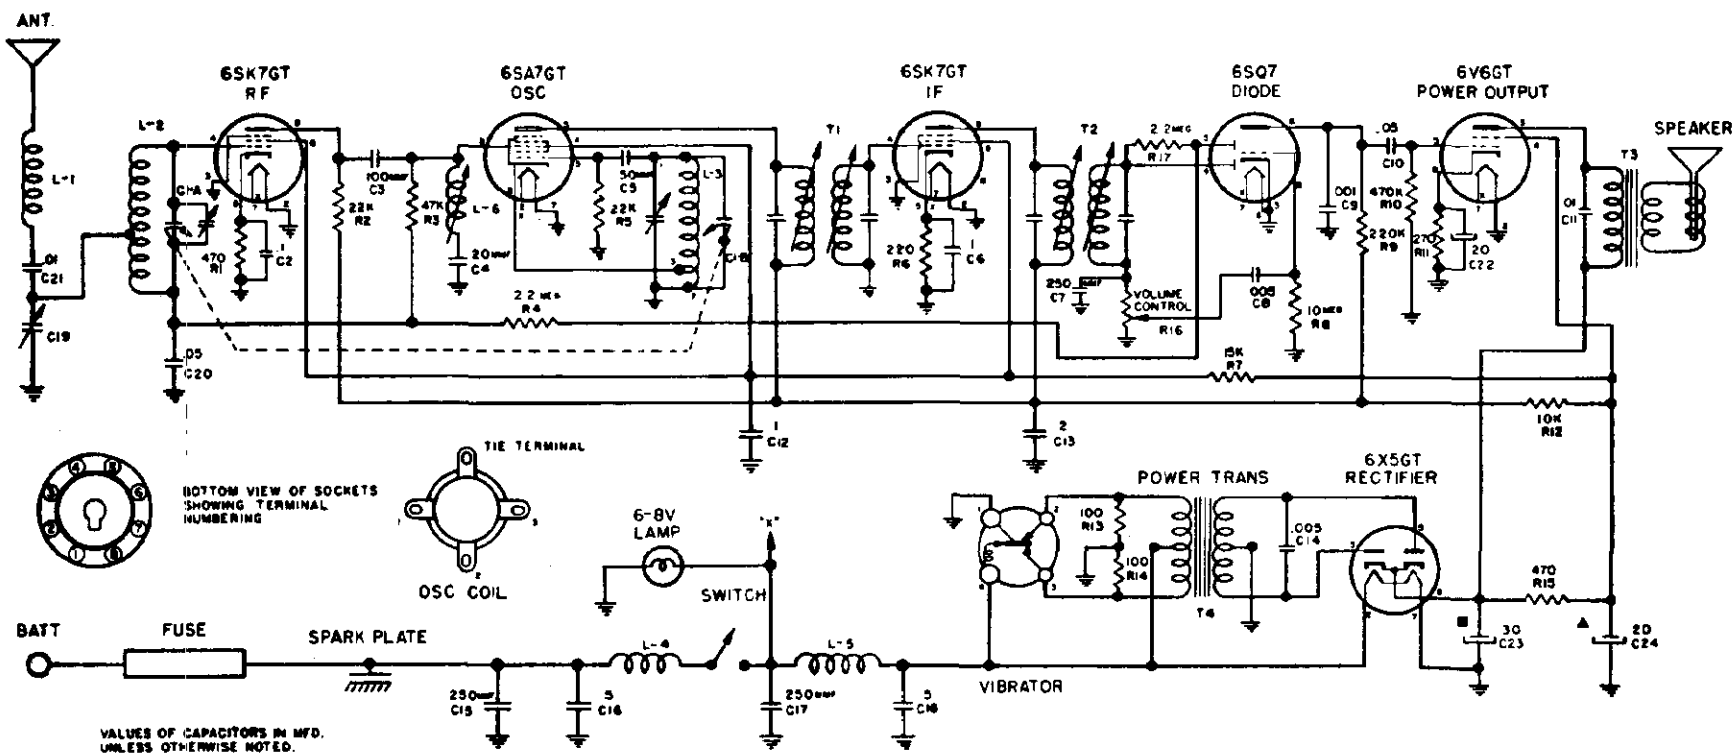 ANT.
6SK7GT
RF
6SA7GT
OSC
6SK7GT
IF
6SQ7
DIODE
6V6GT
POWER OUTPUT
SPEAKER
L-1
L-2
.01
C21
C19
470
R1
.1
C2
.05
C20
22K
R2
100MMF
C3
47K
R3
L-6
20MMF
C4
2.2 MEG
R4
50MMF
C5
22K
R5
L-3
T1
220
R6
C6
T2
2.2 MEG
R17
250 MMF
C7
VOLUME
CONTROL
R16
.005
C8
10 MEG
R8
.001
C9
220K
R9
.05
C10
470K
R10
270
R11
20
C22
.01
C11
T3
15K
R7
10K
R12
.1
C12
.2
C13
BOTTOM VIEW OF SOCKETS
SHOWING TERMINAL
NUMBERING
TIE TERMINAL
OSC COIL
6-8V
LAMP
"X"
SWITCH
POWER TRANS
100
R13
100
R14
T4
.005
C14
6X5GT
RECTIFIER
470
R15
30
C23
20
C24
BATT
FUSE
SPARK PLATE
250MMF
C15
.5
C16
L-4
L-5
250MMF
C17
.5
C18
VIBRATOR
VALUES OF CAPACITORS IN MFD.
UNLESS OTHERWISE NOTED.